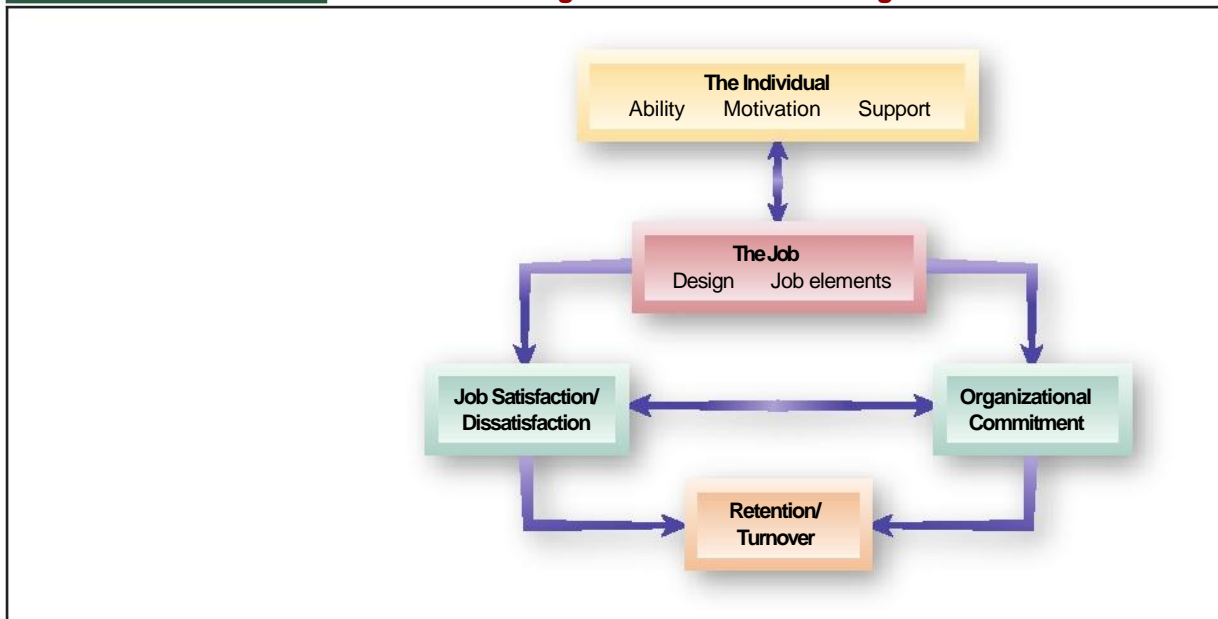 The Individual
Ability Motivation Support
The Job
Design Job elements
Job Satisfaction/
Dissatisfaction
Organizational
Commitment
Retention/
Turnover